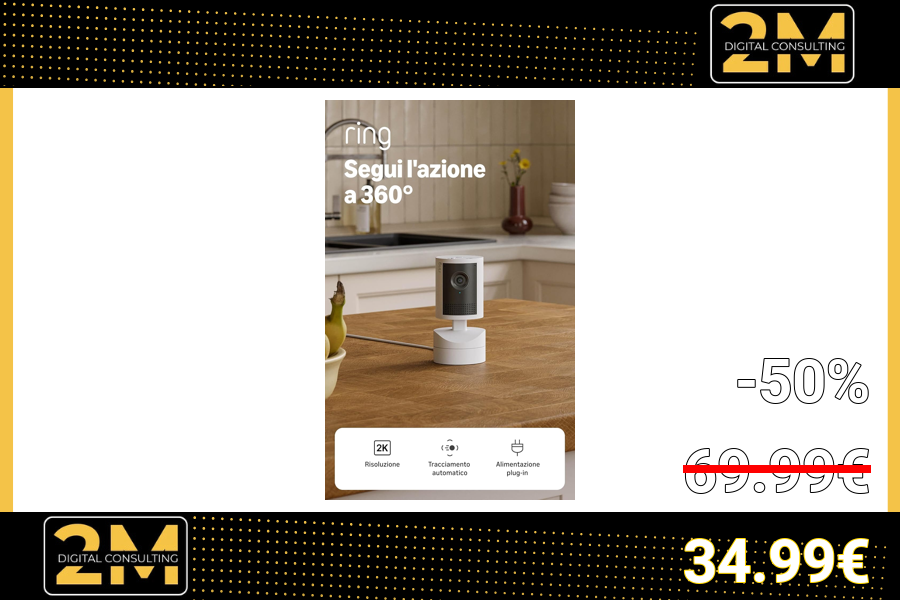 2M
DIGITAL CONSULTING
ring
Segui l'azione
a 360°
2K
Risoluzione
Tracciamento
automatico
Alimentazione
plug-in
-50%
69.99€
2M
DIGITAL CONSULTING
34.99€